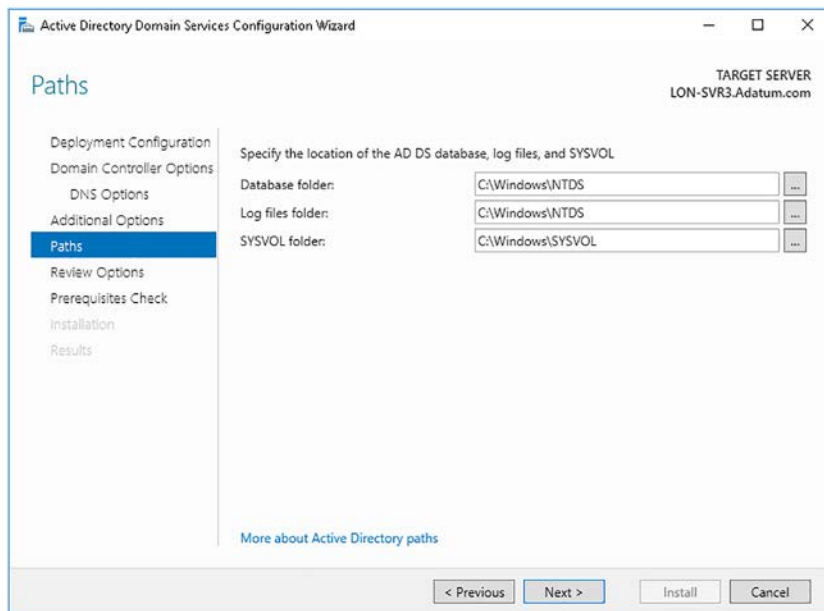 Active Directory Domain Services Configuration Wizard
Paths
TARGET SERVER
LON-SVR3.Adatum.com
Deployment Configuration
Domain Controller Options
DNS Options
Additional Options
Paths
Review Options
Prerequisites Check
Installation
Results
Specify the location of the AD DS database, log files, and SYSVOL
Database folder: C:\Windows\NTDS ...
Log files folder: C:\Windows\NTDS ...
SYSVOL folder: C:\Windows\SYSVOL ...
More about Active Directory paths
< Previous Next > Install Cancel